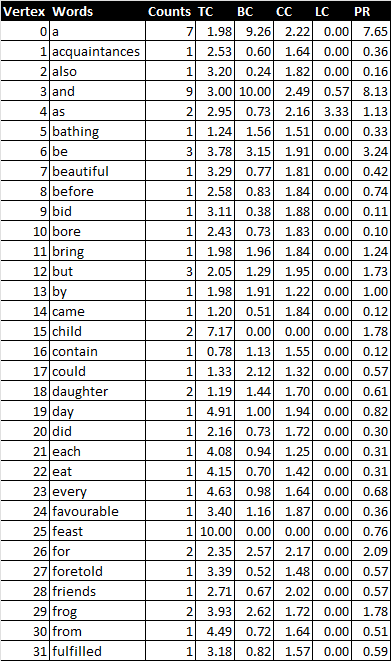 Vertex Words Counts TC BC CC LC PR
0 a 7 1.98 9.26 2.22 0.00 7.65
1 acquaintances 1 2.53 0.60 1.64 0.00 0.36
2 also 1 3.20 0.24 1.82 0.00 0.16
3 and 9 3.00 10.00 2.49 0.57 8.13
4 as 2 2.95 0.73 2.16 3.33 1.13
5 bathing 1 1.24 1.56 1.51 0.00 0.33
6 be 3 3.78 3.15 1.91 0.00 3.24
7 beautiful 1 3.29 0.77 1.81 0.00 0.42
8 before 1 2.58 0.83 1.84 0.00 0.74
9 bid 1 3.11 0.38 1.88 0.00 0.11
10 bore 1 2.43 0.73 1.83 0.00 0.10
11 bring 1 1.98 1.96 1.84 0.00 1.24
12 but 3 2.05 1.29 1.95 0.00 1.73
13 by 1 1.98 1.91 1.22 0.00 1.00
14 came 1 1.20 0.51 1.84 0.00 0.12
15 child 2 7.17 0.00 0.00 0.00 1.78
16 contain 1 0.78 1.13 1.55 0.00 0.12
17 could 1 1.33 2.12 1.32 0.00 0.57
18 daughter 2 1.19 1.44 1.70 0.00 0.61
19 day 1 4.91 1.00 1.94 0.00 0.82
20 did 1 2.16 0.73 1.72 0.00 0.30
21 each 1 4.08 0.94 1.25 0.00 0.31
22 eat 1 4.15 0.70 1.42 0.00 0.31
23 every 1 4.63 0.98 1.64 0.00 0.68
24 favourable 1 3.40 1.16 1.87 0.00 0.36
25 feast 1 10.00 0.00 0.00 0.00 0.76
26 for 2 2.35 2.57 2.17 0.00 2.09
27 foretold 1 3.39 0.52 1.48 0.00 0.57
28 friends 1 2.71 0.67 2.02 0.00 0.57
29 frog 2 3.93 2.62 1.72 0.00 1.78
30 from 1 4.49 0.72 1.64 0.00 0.51
31 fulfilled 1 3.18 0.82 1.57 0.00 0.59